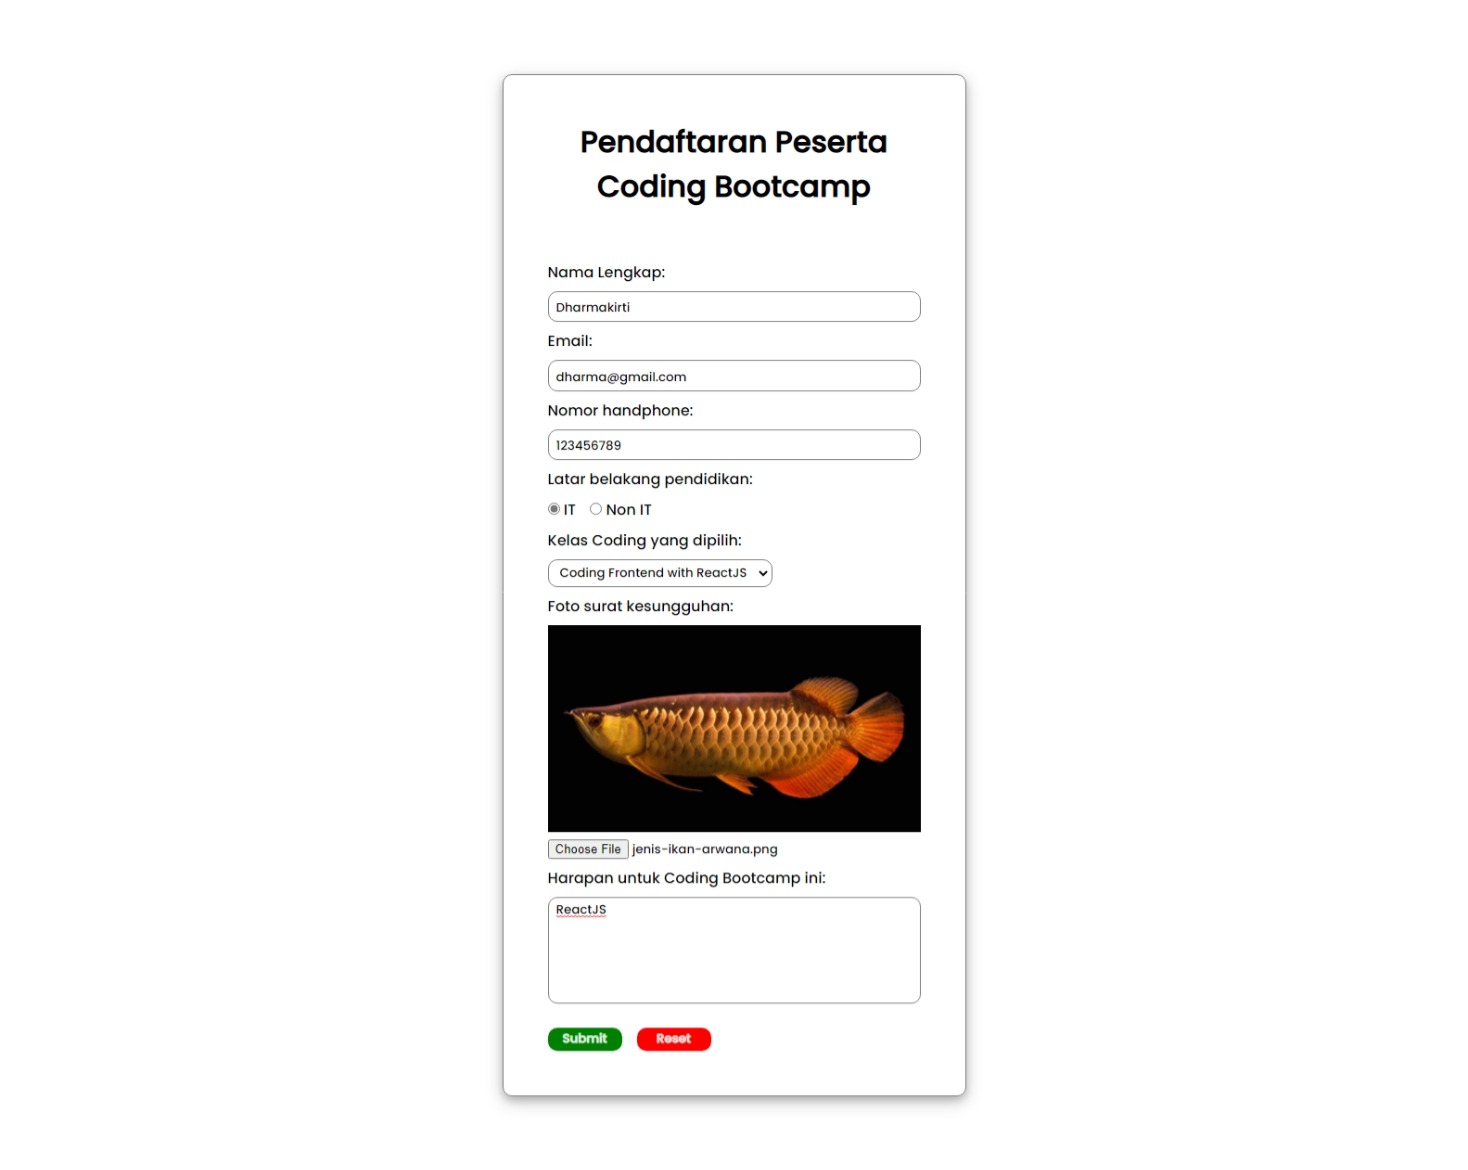 Pendaftaran Peserta
Coding Bootcamp
Nama Lengkap:
Dharmakirti
Email:
dharma@gmail.com
Nomor handphone:
123456789
Latar belakang pendidikan:
IT Non IT
Kelas Coding yang dipilih:
Coding Frontend with ReactJS
Foto surat kesungguhan:
Choose File jenis-ikan-arwana.png
Harapan untuk Coding Bootcamp ini:
ReactJS
Submit Reset